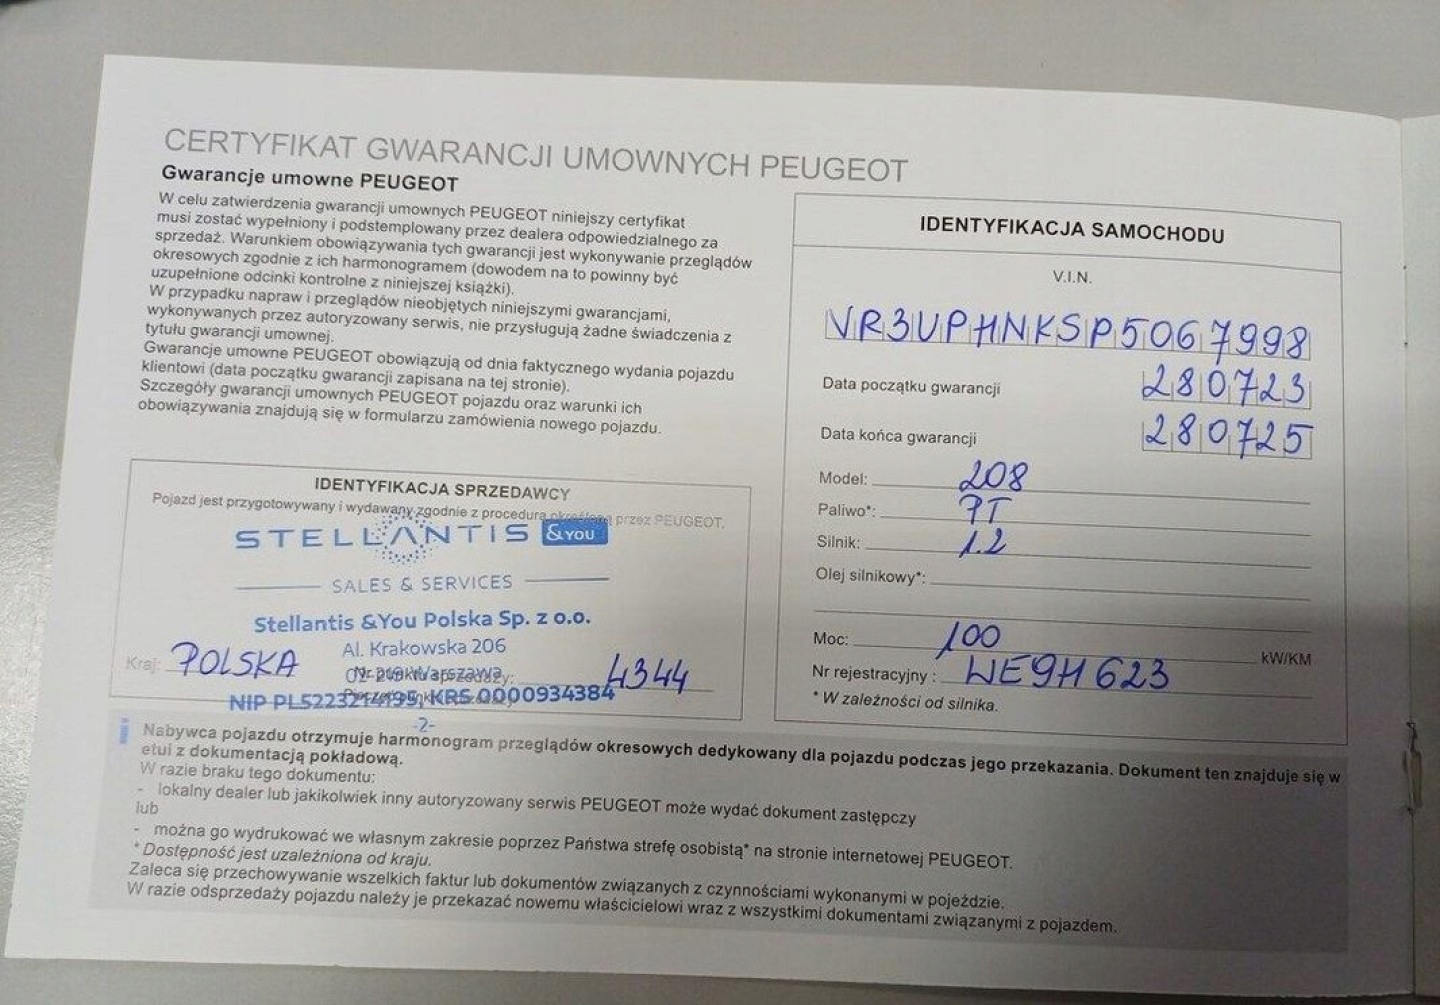 CERTYFIKAT GWARANCJI UMOWNYCH PEUGEOT
Gwarancje umowne PEUGEOT
W celu zatwierdzenia gwarancji umownych PEUGEOT niniejszy certyfikat
musi zostać wypełniony i podstemplowany przez dealera odpowiedzialnego za
sprzedaż. Warunkiem obowiązywania tych gwarancji jest wykonywanie przeglądów
okresowych zgodnie z ich harmonogramem (dowodem na to powinny być
uzupełnione odcinki kontrolne z niniejszej książki).
W przypadku napraw i przeglądów nieobjętych niniejszymi gwarancjami,
wykonywanych przez autoryzowany serwis, nie przysługują żadne świadczenia z
tytułu gwarancji umownej.
Gwarancje umowne PEUGEOT obowiązują od dnia faktycznego wydania pojazdu
klientowi (data początku gwarancji zapisana na tej stronie).
Szczegóły gwarancji umownych PEUGEOT pojazdu oraz warunki ich
obowiązywania znajdują się w formularzu zamówienia nowego pojazdu.
IDENTYFIKACJA SPRZEDAWCY
Pojazd jest przygotowywany i wydawany zgodnie z procedurą określoną przez PEUGEOT.
STELLANTIS &YOU
SALES & SERVICES
Stellantis &You Polska Sp. z o.o.
Al. Krakowska 206
Kraj: POLSKA 4344
NIP PL5223214195, KRS 0000934384
-2-
IDENTYFIKACJA SAMOCHODU
V.I.N.
VR3UPHNKSP5067998
Data początku gwarancji 280723
Data końca gwarancji 280725
Model: 208
Paliwo*: PT
Silnik: 1.2
Olej silnikowy*:
Moc: 100 kW/KM
Nr rejestracyjny : WE9H623
* W zależności od silnika.
i Nabywca pojazdu otrzymuje harmonogram przeglądów okresowych dedykowany dla pojazdu podczas jego przekazania. Dokument ten znajduje się w
etui z dokumentacją pokładową.
W razie braku tego dokumentu:
- lokalny dealer lub jakikolwiek inny autoryzowany serwis PEUGEOT może wydać dokument zastępczy
lub
- można go wydrukować we własnym zakresie poprzez Państwa strefę osobistą* na stronie internetowej PEUGEOT.
* Dostępność jest uzależniona od kraju.
Zaleca się przechowywanie wszelkich faktur lub dokumentów związanych z czynnościami wykonanymi w pojeździe.
W razie odsprzedaży pojazdu należy je przekazać nowemu właścicielowi wraz z wszystkimi dokumentami związanymi z pojazdem.